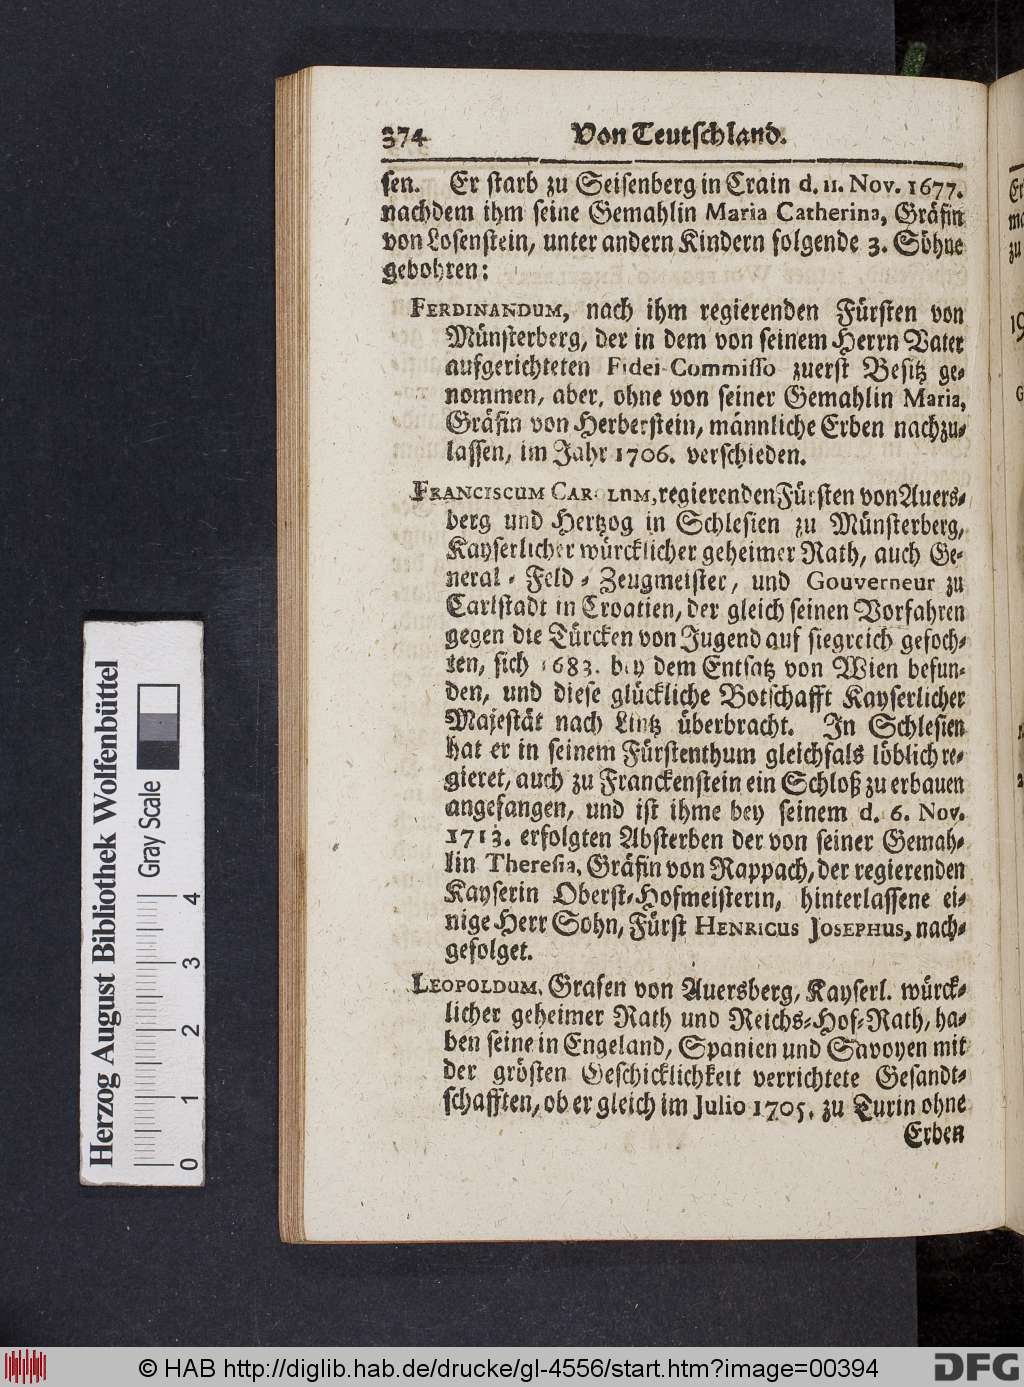 374 Von Teutschland.
sen. Er starb zu Seisenberg in Crain d. 11. Nov. 1677.
nachdem ihm seine Gemahlin Maria Catherina, Gräfin
von Losenstein, unter andern Kindern folgende 3. Söhne
gebohren:
FERDINANDUM, nach ihm regierenden Fürsten von
Münsterberg, der in dem von seinem Herrn Vater
aufgerichteten Fidei-Commisso zuerst Besitz ge-
nommen, aber, ohne von seiner Gemahlin Maria,
Gräfin von Herberstein, männliche Erben nachzu-
lassen, im Jahr 1706. verschieden.
FRANCISCUM CAROLUM, regierenden Fürsten von Auers-
berg und Hertzog in Schlesien zu Münsterberg,
Kayserlicher würcklicher geheimer Rath, auch Ge-
neral-Feld-Zeugmeister, und Gouverneur zu
Carlstadt in Croatien, der gleich seinen Vorfahren
gegen die Türcken von Jugend auf siegreich gefoch-
ten, sich 1683. bey dem Entsatz von Wien befun-
den, und diese glückliche Botschafft Kayserlicher
Majestät nach Lintz überbracht. In Schlesien
hat er in seinem Fürstenthum gleichfals löblich re-
gieret, auch zu Franckenstein ein Schloß zu erbauen
angefangen, und ist ihme bey seinem d. 6. Nov.
1713. erfolgten Absterben der von seiner Gemah-
lin Theresia, Gräfin von Rappach, der regierenden
Kayserin Oberst-Hofmeisterin, hinterlassene ei-
nige Herr Sohn, Fürst HENRICUS JOSEPHUS, nach-
gefolget.
LEOPOLDUM, Grafen von Auersberg, Kayserl. würck-
licher geheimer Rath und Reichs-Hof-Rath, ha-
ben seine in Engeland, Spanien und Savoyen mit
der grösten Geschicklichkeit verrichtete Gesandt-
schafften, ob er gleich im Julio 1705. zu Turin ohne
Erben
Herzog August Bibliothek Wolfenbüttel
Gray Scale
0 1 2 3 4
© HAB http://diglib.hab.de/drucke/gl-4556/start.htm?image=00394
DFG